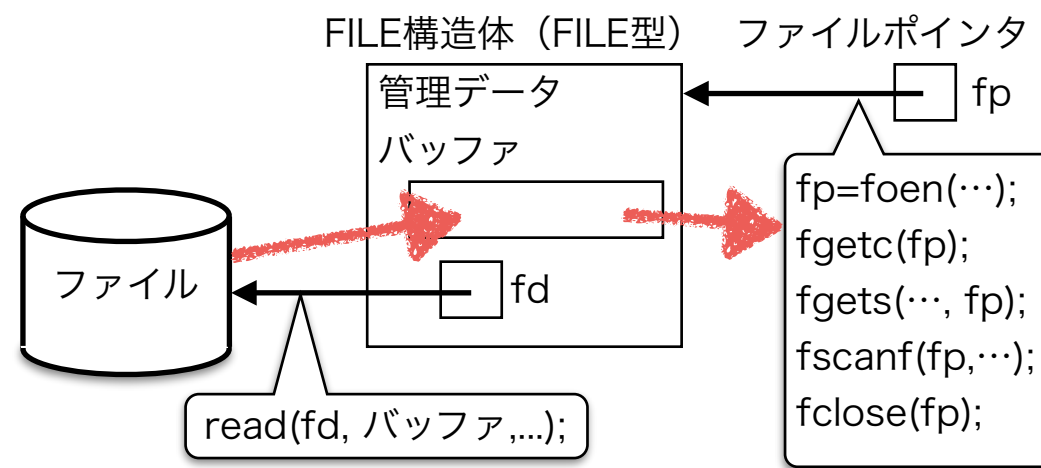 FILE構造体（FILE型）
ファイルポインタ
管理データ
fp
バッファ
fp=foen(…);
fgetc(fp);
fgets(…, fp);
fscanf(fp,…);
fclose(fp);
ファイル
fd
read(fd, バッファ,...);